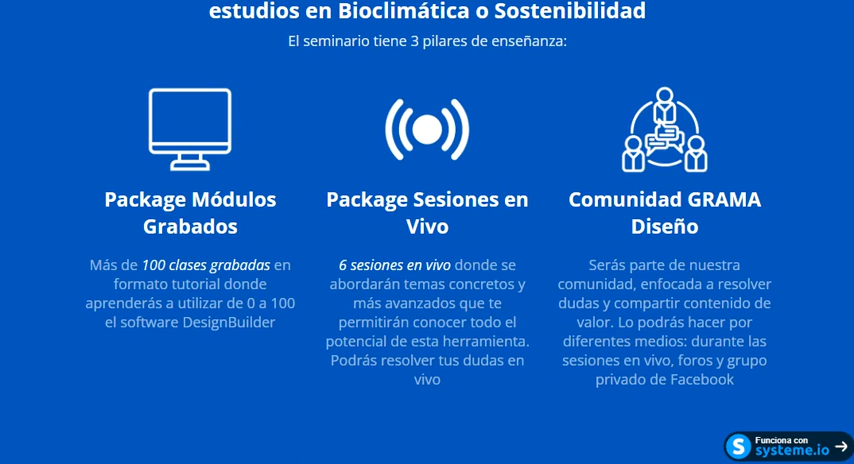 estudios en Bioclimática o Sostenibilidad
El seminario tiene 3 pilares de enseñanza:
Package Módulos
Grabados
Más de 100 clases grabadas en
formato tutorial donde
aprenderás a utilizar de 0 a 100
el software DesignBuilder
Package Sesiones en
Vivo
6 sesiones en vivo donde se
abordarán temas concretos y
más avanzados que te
permitirán conocer todo el
potencial de esta herramienta.
Podrás resolver tus dudas en
vivo
Comunidad GRAMA
Diseño
Serás parte de nuestra
comunidad, enfocada a resolver
dudas y compartir contenido de
valor. Lo podrás hacer por
diferentes medios: durante las
sesiones en vivo, foros y grupo
privado de Facebook
S
Funciona con
systeme.io